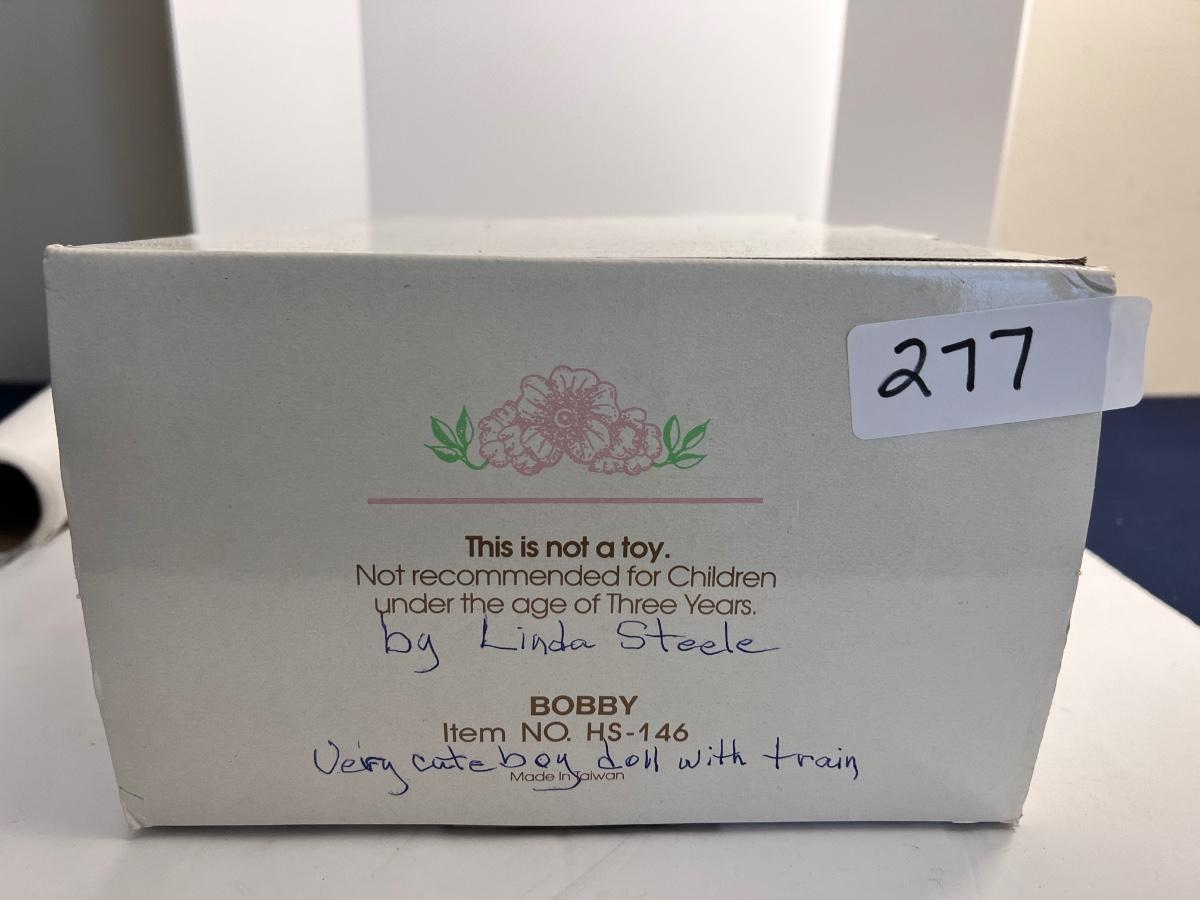 277
This is not a toy.
Not recommended for Children
under the age of Three Years.
by Linda Steele
BOBBY
Item NO. HS-146
Very cute boy doll with train
Made In Taiwan